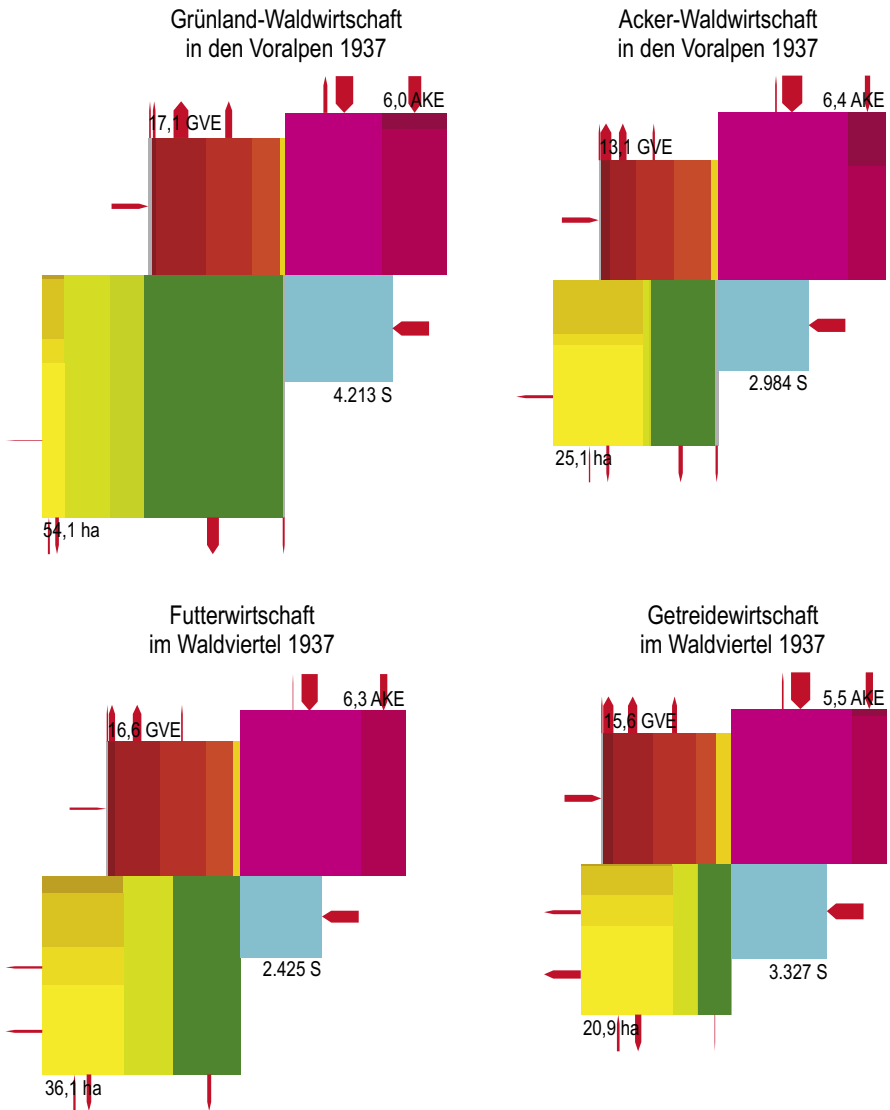 Grünland-Waldwirtschaft
in den Voralpen 1937
6,0 AKE
17,1 GVE
4.213 S
54,1 ha
Acker-Waldwirtschaft
in den Voralpen 1937
6,4 AKE
13,1 GVE
2.984 S
25,1 ha
Futterwirtschaft
im Waldviertel 1937
6,3 AKE
16,6 GVE
2.425 S
36,1 ha
Getreidewirtschaft
im Waldviertel 1937
5,5 AKE
15,6 GVE
3.327 S
20,9 ha